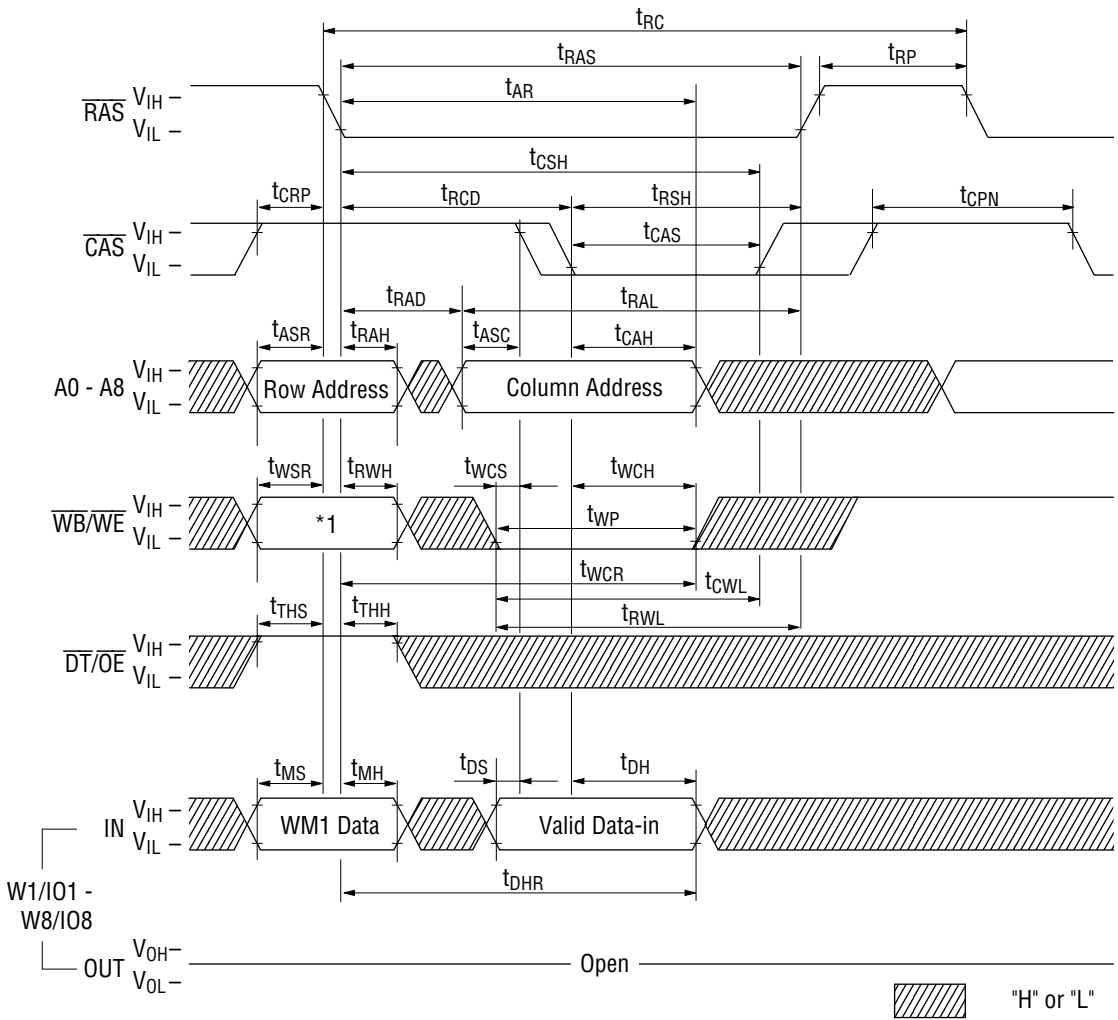 tRC
tRAS tRP
tAR
RAS VIH –
VIL –
tCSH
tCRP tRCD tRSH tCPN
CAS VIH –
VIL –
tCAS
tRAD tRAL
tASR tRAH tASC tCAH
A0 - A8 VIH –
VIL –
Row Address Column Address
tWSR tRWH tWCS tWCH
WB/WE VIH –
VIL –
*1 tWP
tWCR
tCWL
tTHS tTHH tRWL
DT/OE VIH –
VIL –
tMS tMH tDS tDH
IN VIH –
VIL –
WM1 Data Valid Data-in
tDHR
W1/IO1 -
W8/IO8
OUT VOH –
VOL –
Open
"H" or "L"